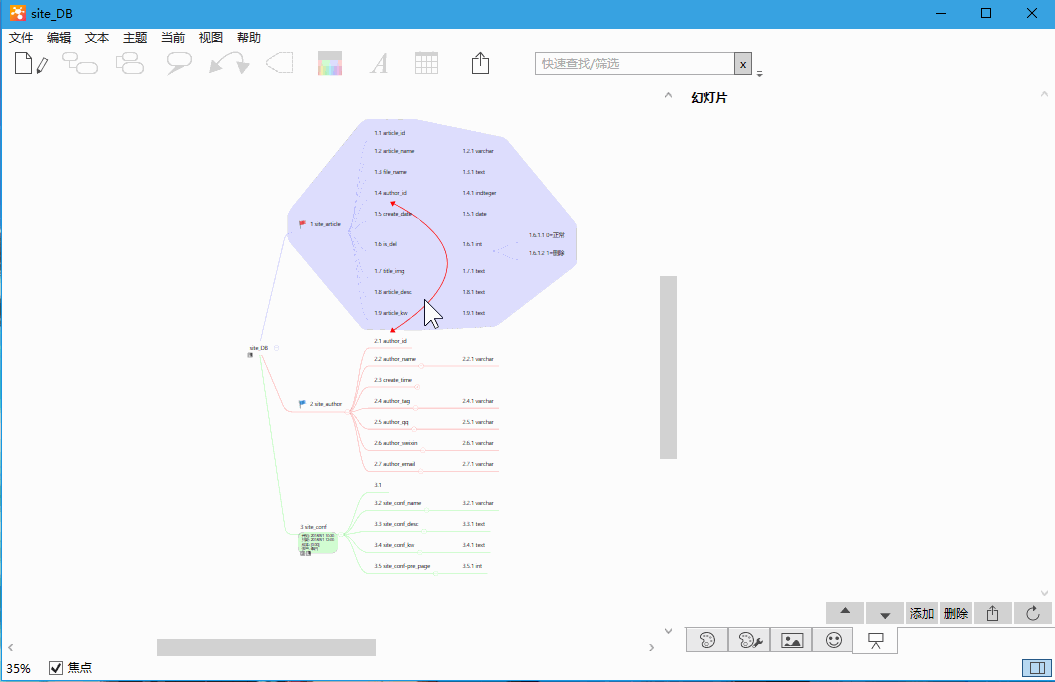 site_DB
文件 编辑 文本 主题 当前 视图 帮助
快速查找/筛选 x
幻灯片
1.1 article_id
1.2 article_name 1.2.1 varchar
1.3 file_name 1.3.1 text
1.4 author_id 1.4.1 indteger
1.5 create_date 1.5.1 date
1 site_article
1.6.1.1 0=正常
1.6 is_del 1.6.1 int
1.6.1.2 1=删除
1.7 title_img 1.7.1 text
1.8 article_desc 1.8.1 text
1.9 article_kw 1.9.1 text
site_DB
2.1 author_id
2.2 author_name 2.2.1 varchar
2.3 create_time
2 site_author
2.4 author_tag 2.4.1 varchar
2.5 author_qq 2.5.1 varchar
2.6 author_weixin 2.6.1 varchar
2.7 author_email 2.7.1 varchar
3.1
3.2 site_conf_name 3.2.1 varchar
3 site_conf
3.3 site_conf_desc 3.3.1 text
3.4 site_conf_kw 3.4.1 text
3.5 site_conf-pre_page 3.5.1 int
添加 删除
35% 焦点